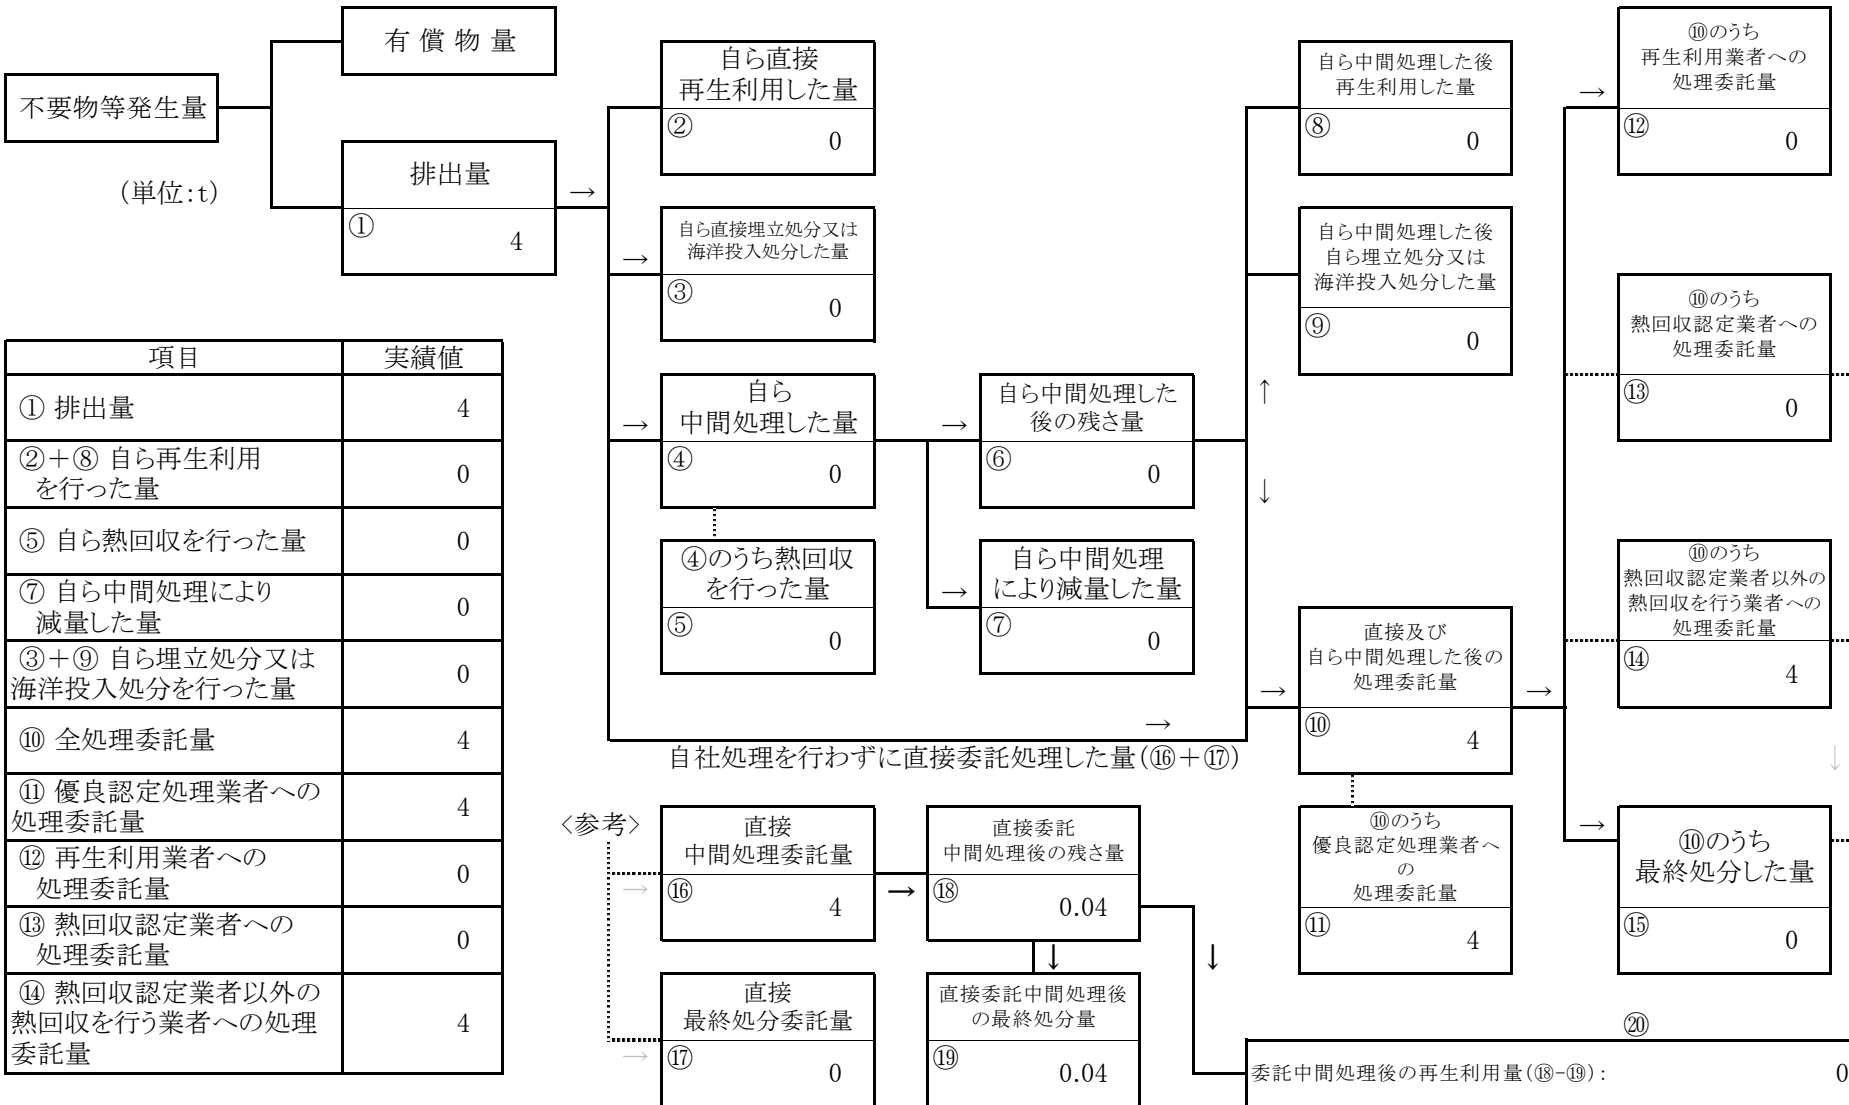 有 償 物 量
不要物等発生量
(単位:t)
排出量
①
4
→
自ら直接
再生利用した量
②
0
→
自ら直接埋立処分又は
海洋投入処分した量
③
0
→
自ら
中間処理した量
④
0
④のうち熱回収
を行った量
⑤
0
→
自ら中間処理した
後の残さ量
⑥
0
→
自ら中間処理
により減量した量
⑦
0
→
自社処理を行わずに直接委託処理した量(⑯+⑰)
↑
↓
自ら中間処理した後
再生利用した量
⑧
0
自ら中間処理した後
自ら埋立処分又は
海洋投入処分した量
⑨
0
→
直接及び
自ら中間処理した後の
処理委託量
⑩
4
⑩のうち
優良認定処理業者へ
の
処理委託量
⑪
4
→
→
⑩のうち
再生利用業者への
処理委託量
⑫
0
⑩のうち
熱回収認定業者への
処理委託量
⑬
0
⑩のうち
熱回収認定業者以外の
熱回収を行う業者への
処理委託量
⑭
4
↓
→
⑩のうち
最終処分した量
⑮
0
項目 実績値
① 排出量 4
②+⑧ 自ら再生利用
を行った量 0
⑤ 自ら熱回収を行った量 0
⑦ 自ら中間処理により
減量した量 0
③+⑨ 自ら埋立処分又は
海洋投入処分を行った量 0
⑩ 全処理委託量 4
⑪ 優良認定処理業者への
処理委託量 4
⑫ 再生利用業者への
処理委託量 0
⑬ 熱回収認定業者への
処理委託量 0
⑭ 熱回収認定業者以外の
熱回収を行う業者への処理
委託量 4
<参考>
→
直接
中間処理委託量
⑯
4
→
直接委託
中間処理後の残さ量
⑱
0.04
↓
↓
→
直接
最終処分委託量
⑰
0
直接委託中間処理後
の最終処分量
⑲
0.04
⑳
委託中間処理後の再生利用量(⑱-⑲): 0